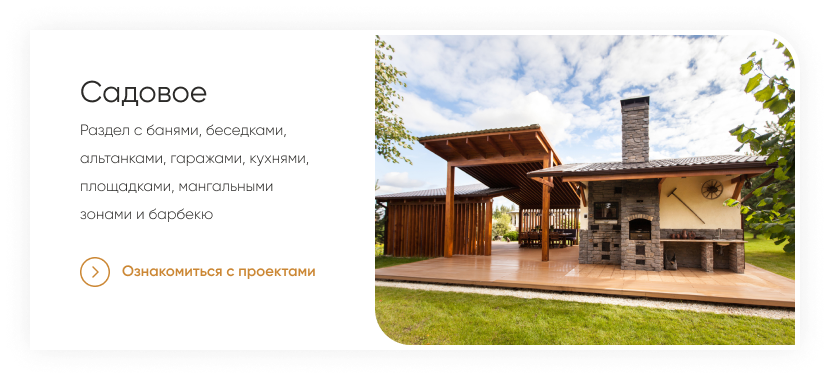 Садовое
Раздел с банями, беседками,
альтанками, гаражами, кухнями,
площадками, мангальными
зонами и барбекю
Ознакомиться с проектами